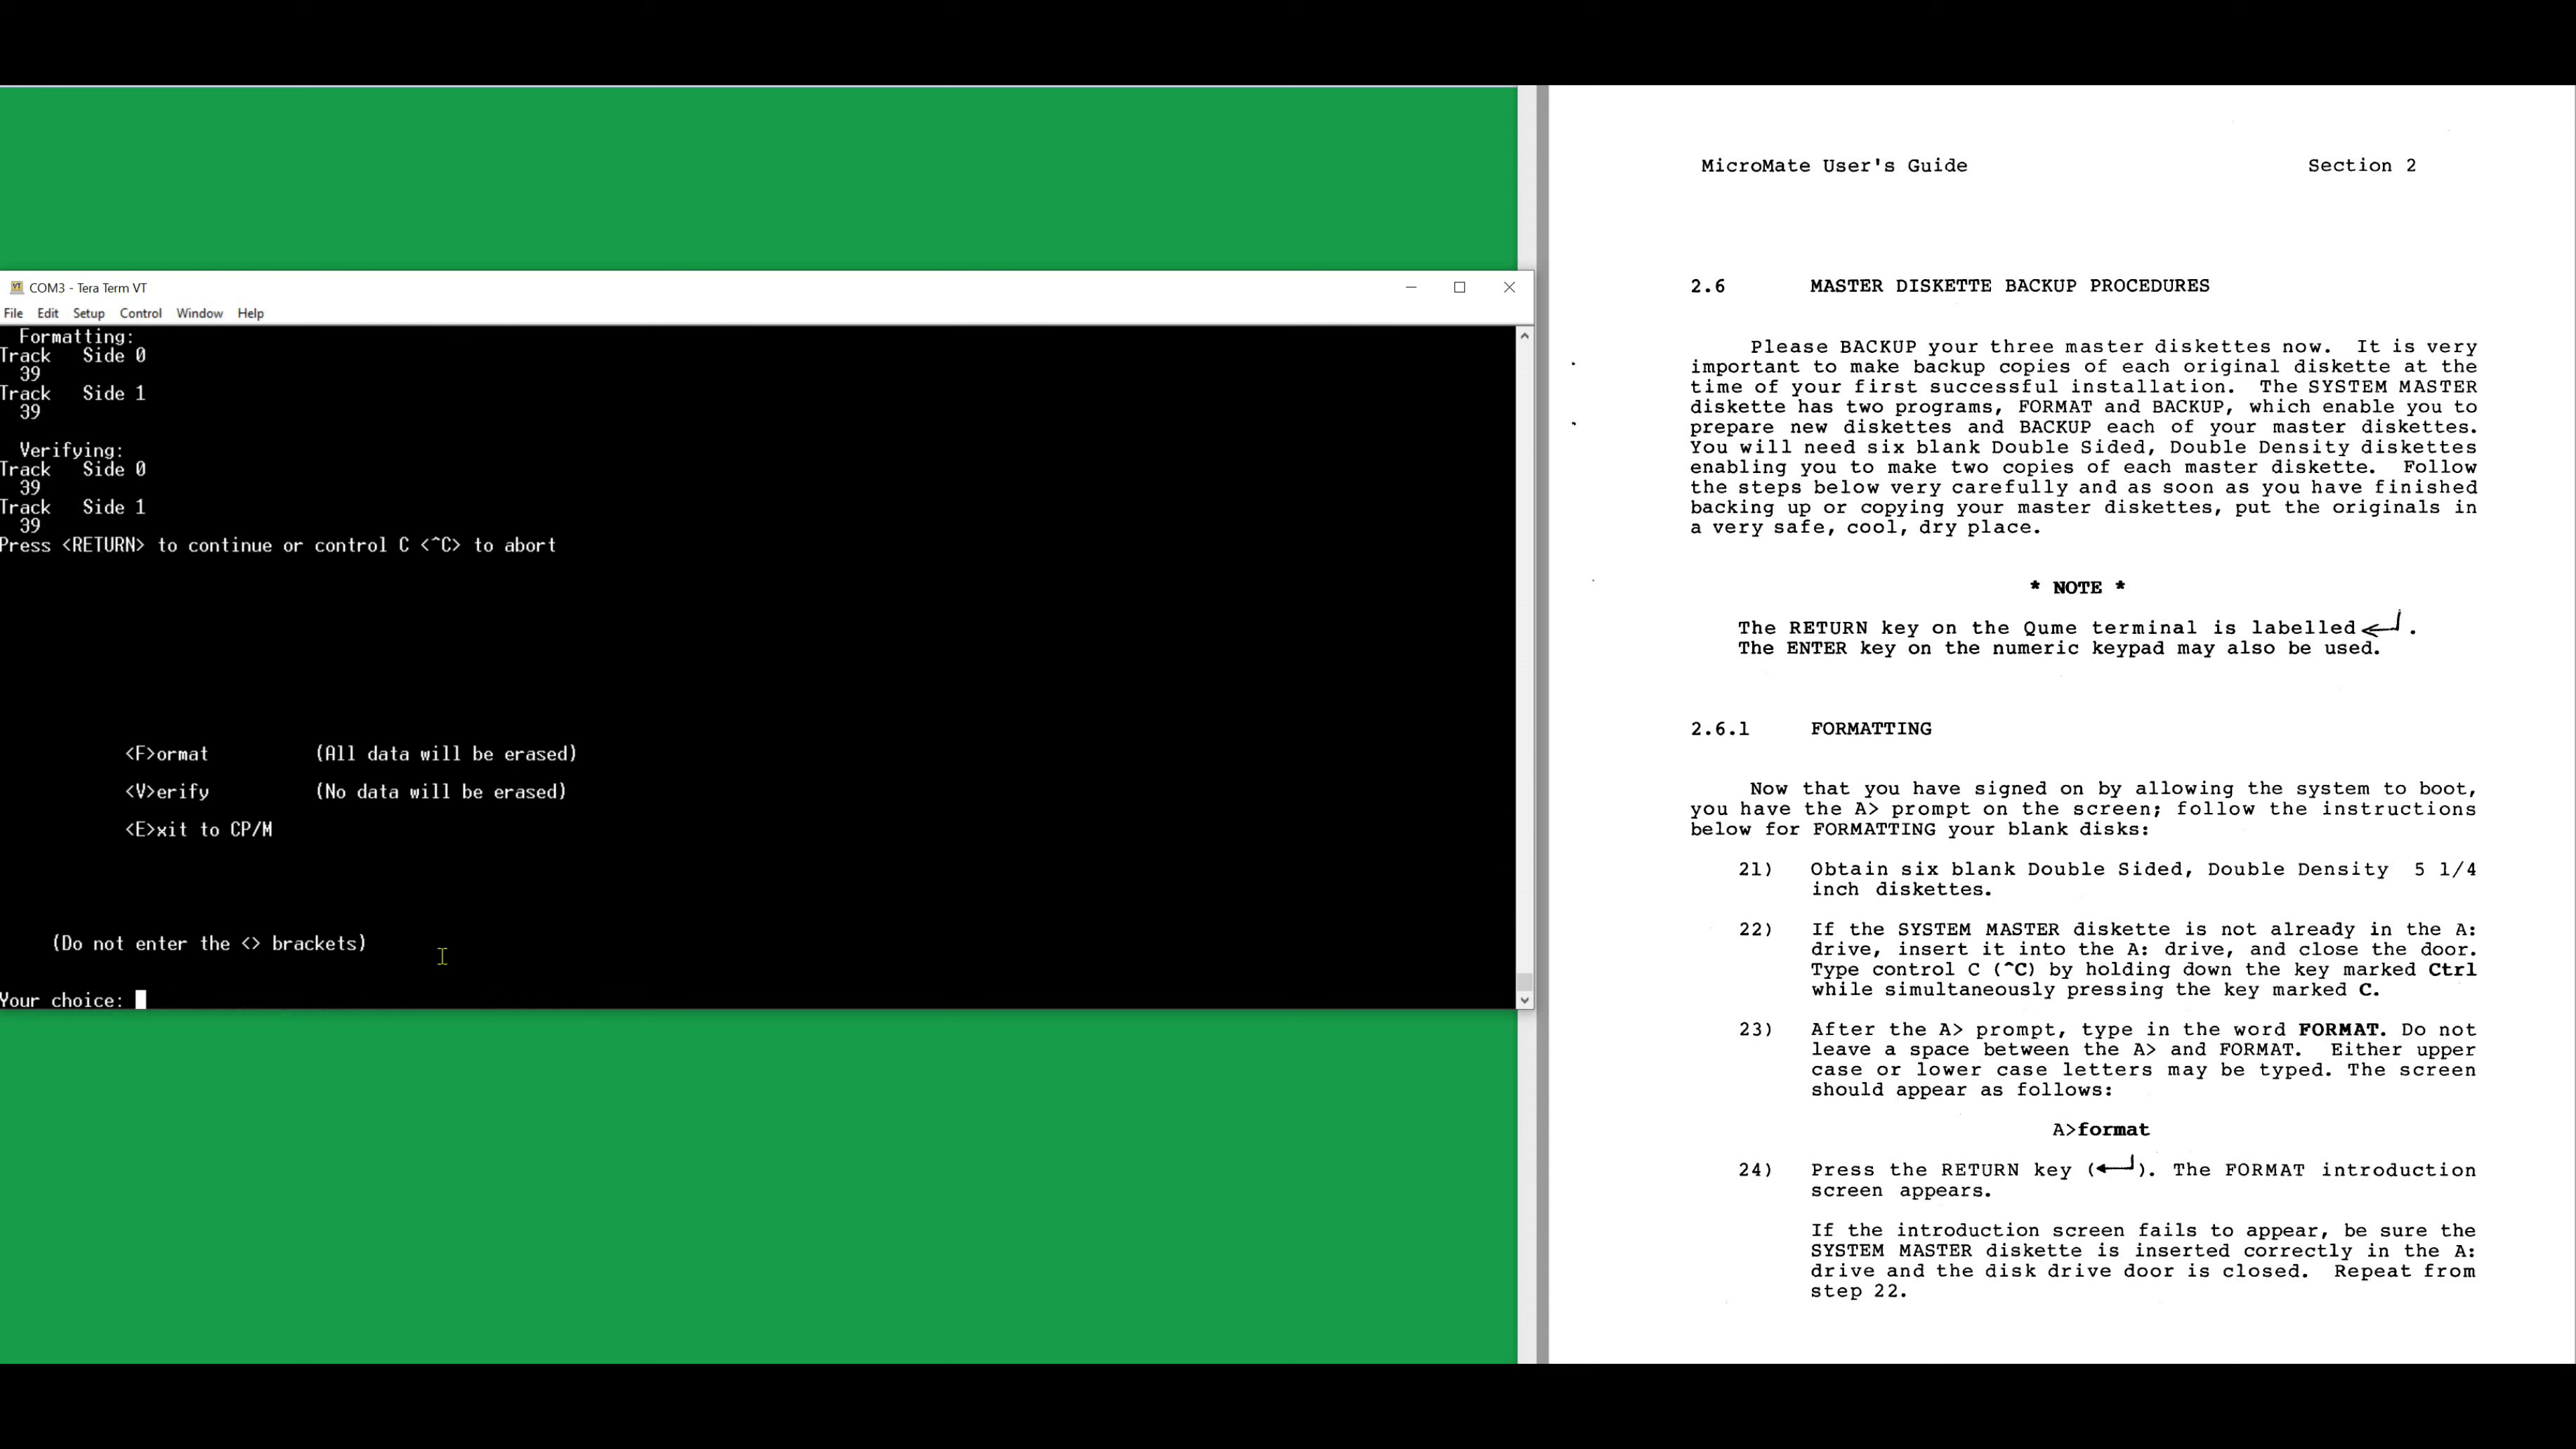 COM3 - Tera Term VT
File Edit Setup Control Window Help
Formatting:
Track Side 0
39
Track Side 1
39
Verifying:
Track Side 0
39
Track Side 1
39
Press <RETURN> to continue or control C <^C> to abort
<F>ormat (All data will be erased)
<V>erify (No data will be erased)
<E>xit to CP/M
(Do not enter the <> brackets)
Your choice:
MicroMate User's Guide Section 2
2.6 MASTER DISKETTE BACKUP PROCEDURES
Please BACKUP your three master diskettes now. It is very
important to make backup copies of each original diskette at the
time of your first successful installation. The SYSTEM MASTER
diskette has two programs, FORMAT and BACKUP, which enable you to
prepare new diskettes and BACKUP each of your master diskettes.
You will need six blank Double Sided, Double Density diskettes
enabling you to make two copies of each master diskette. Follow
the steps below very carefully and as soon as you have finished
backing up or copying your master diskettes, put the originals in
a very safe, cool, dry place.
* NOTE *
The RETURN key on the Qume terminal is labelled ↵.
The ENTER key on the numeric keypad may also be used.
2.6.1 FORMATTING
Now that you have signed on by allowing the system to boot,
you have the A> prompt on the screen; follow the instructions
below for FORMATTING your blank disks:
21) Obtain six blank Double Sided, Double Density 5 1/4
inch diskettes.
22) If the SYSTEM MASTER diskette is not already in the A:
drive, insert it into the A: drive, and close the door.
Type control C (^C) by holding down the key marked Ctrl
while simultaneously pressing the key marked C.
23) After the A> prompt, type in the word FORMAT. Do not
leave a space between the A> and FORMAT. Either upper
case or lower case letters may be typed. The screen
should appear as follows:
A>format
24) Press the RETURN key (↵). The FORMAT introduction
screen appears.
If the introduction screen fails to appear, be sure the
SYSTEM MASTER diskette is inserted correctly in the A:
drive and the disk drive door is closed. Repeat from
step 22.